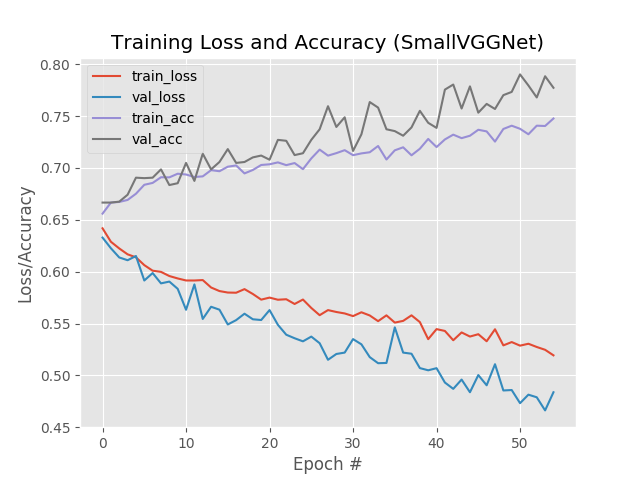 Training Loss and Accuracy (SmallVGGNet)
train_loss
val_loss
train_acc
val_acc
Loss/Accuracy
0.80
0.75
0.70
0.65
0.60
0.55
0.50
0.45
0 10 20 30 40 50
Epoch #